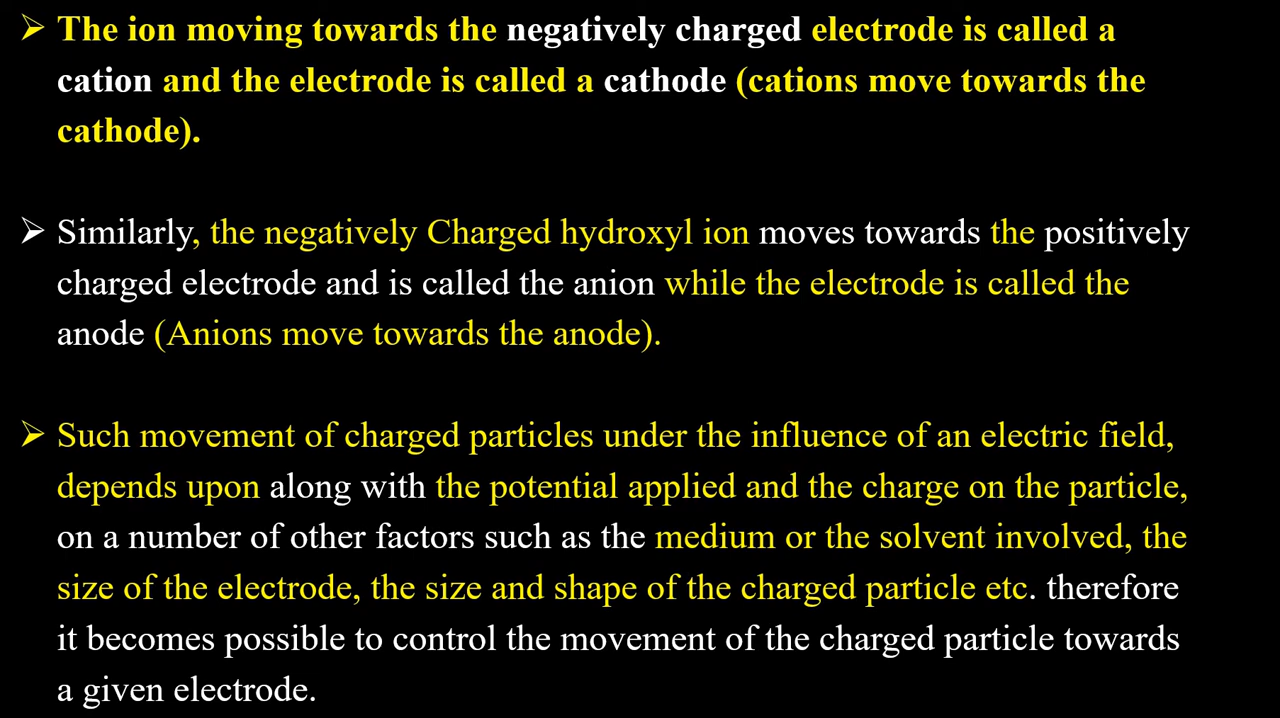 ➢ The ion moving towards the negatively charged electrode is called a
cation and the electrode is called a cathode (cations move towards the
cathode).
➢ Similarly, the negatively Charged hydroxyl ion moves towards the positively
charged electrode and is called the anion while the electrode is called the
anode (Anions move towards the anode).
➢ Such movement of charged particles under the influence of an electric field,
depends upon along with the potential applied and the charge on the particle,
on a number of other factors such as the medium or the solvent involved, the
size of the electrode, the size and shape of the charged particle etc. therefore
it becomes possible to control the movement of the charged particle towards
a given electrode.